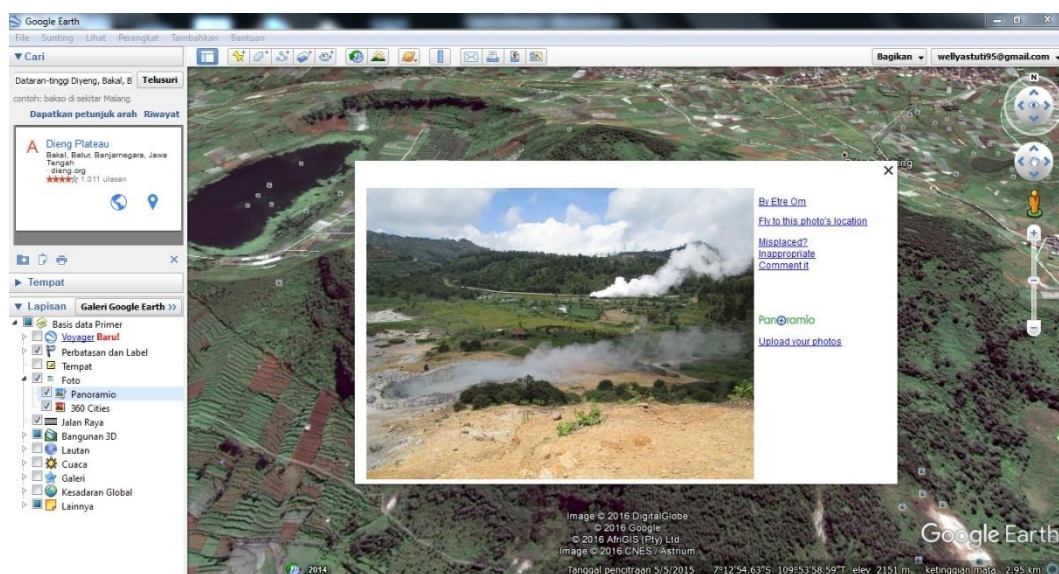 Google Earth
File Sunting Lihat Perangkat Tambahkan Bantuan
Cari
Dataran-tinggi Diyeng, Bakal, B Telusuri
contoh: bakso di sekitar Malang
Dapatkan petunjuk arah Riwayat
A Dieng Plateau
Bakal, Batur, Banjarnegara, Jawa
Tengah
· dieng.org
1.011 ulasan
Tempat
Lapisan Galeri Google Earth >>
Basis data Primer
Voyager Baru!
Perbatasan dan Label
Tempat
Foto
Panoramio
360 Cities
Jalan Raya
Bangunan 3D
Lautan
Cuaca
Galeri
Kesadaran Global
Lainnya
Bagikan wellyastuti95@gmail.com
N
By Etre Om
Fly to this photo's location
Misplaced?
Inappropriate
Comment it
Panoramio
Upload your photos
Image © 2016 DigitalGlobe
© 2016 Google
© 2016 AfriGIS (Pty) Ltd.
Image © 2016 CNES / Astrium
Google Earth
2014
Tanggal pencitraan 5/5/2015 7°12'54.63"S 109°53'58.59"T elev 2151 m ketinggian mata 2.95 km